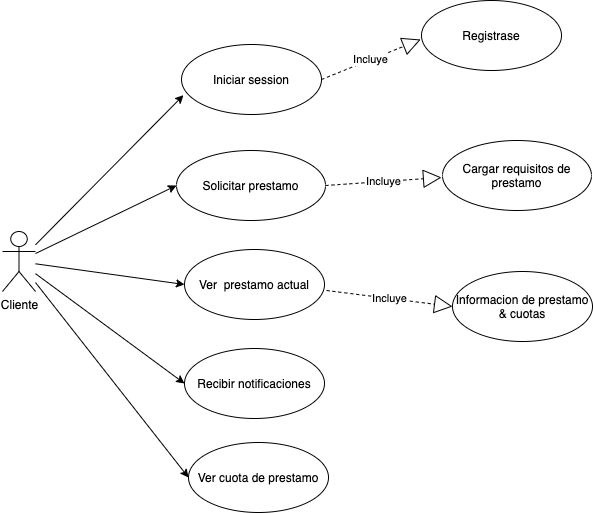 Registrase
Incluye
Iniciar session
Cargar requisitos de
prestamo
Incluye
Solicitar prestamo
Ver prestamo actual
Incluye
Informacion de prestamo
& cuotas
Cliente
Recibir notificaciones
Ver cuota de prestamo